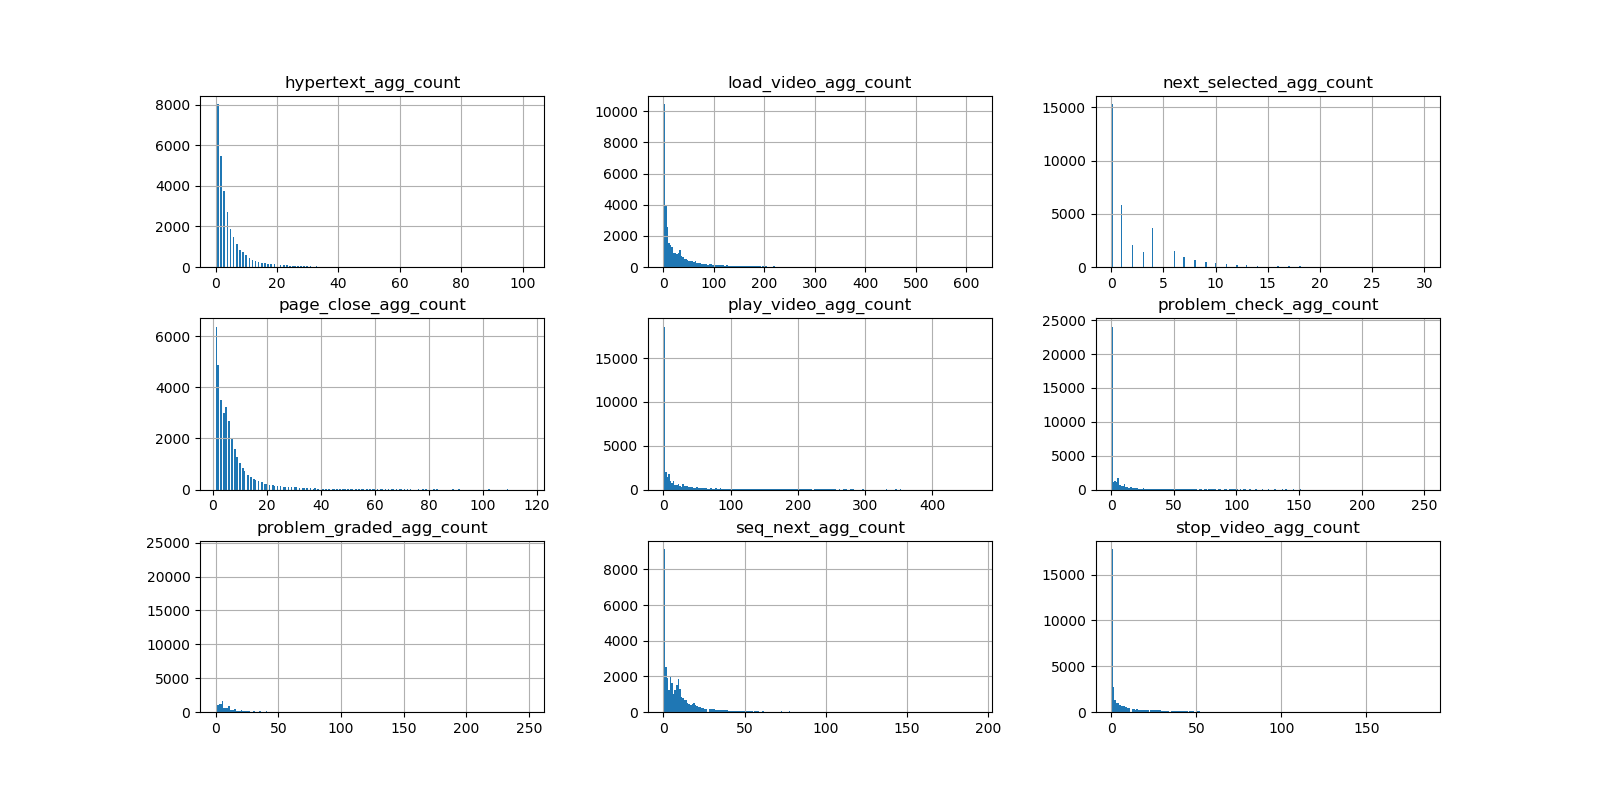 hypertext_agg_count
8000
6000
4000
2000
0
0 20 40 60 80 100
load_video_agg_count
10000
8000
6000
4000
2000
0
0 100 200 300 400 500 600
next_selected_agg_count
15000
10000
5000
0
0 5 10 15 20 25 30
page_close_agg_count
6000
4000
2000
0
0 20 40 60 80 100 120
play_video_agg_count
15000
10000
5000
0
0 100 200 300 400
problem_check_agg_count
25000
20000
15000
10000
5000
0
0 50 100 150 200 250
problem_graded_agg_count
25000
20000
15000
10000
5000
0
0 50 100 150 200 250
seq_next_agg_count
8000
6000
4000
2000
0
0 50 100 150 200
stop_video_agg_count
15000
10000
5000
0
0 50 100 150